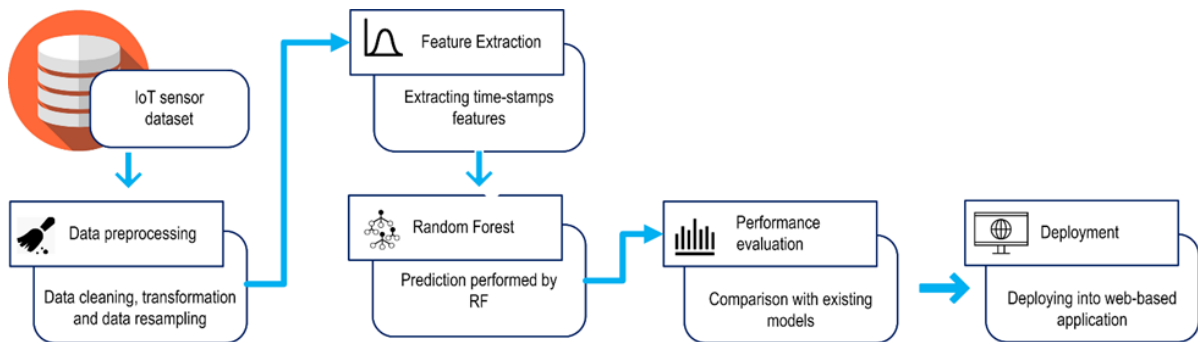 IoT sensor
dataset
Data preprocessing
Data cleaning, transformation
and data resampling
Feature Extraction
Extracting time-stamps
features
Random Forest
Prediction performed by
RF
Performance
evaluation
Comparison with existing
models
Deployment
Deploying into web-based
application